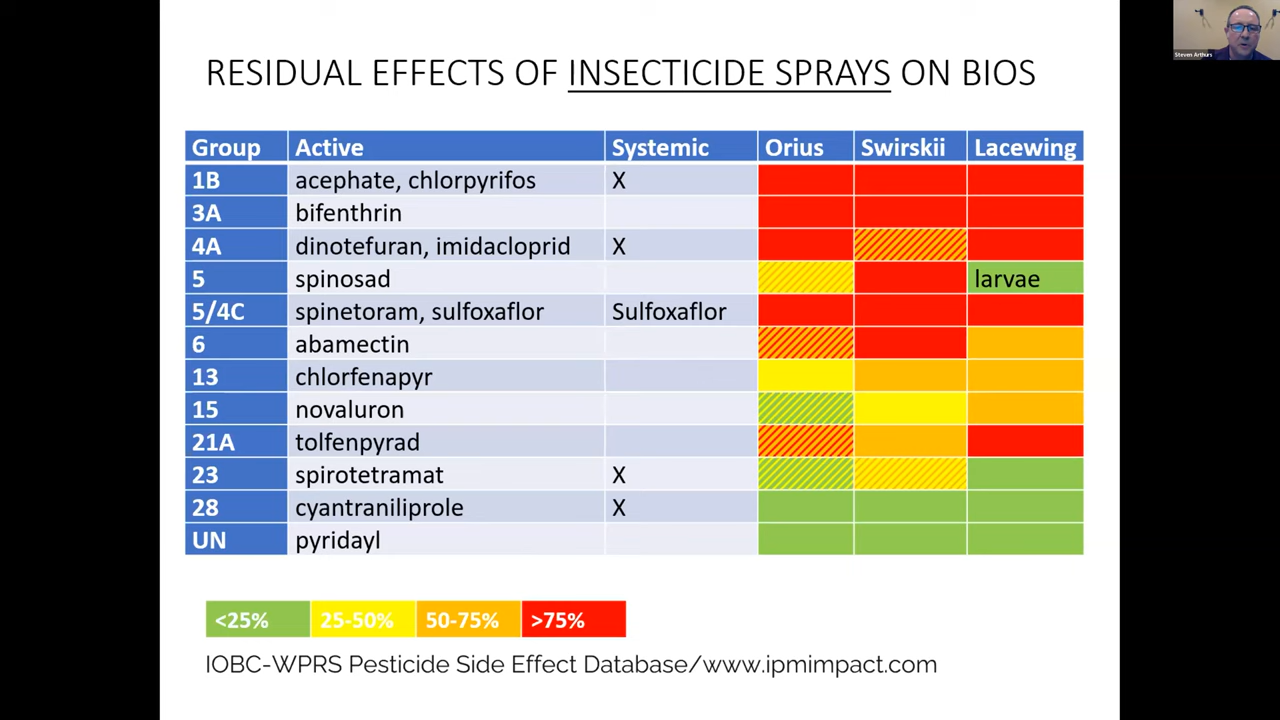 Steven Arthurs
RESIDUAL EFFECTS OF INSECTICIDE SPRAYS ON BIOS
Group Active Systemic Orius Swirskii Lacewing
1B acephate, chlorpyrifos X
3A bifenthrin
4A dinotefuran, imidacloprid X
5 spinosad larvae
5/4C spinetoram, sulfoxaflor Sulfoxaflor
6 abamectin
13 chlorfenapyr
15 novaluron
21A tolfenpyrad
23 spirotetramat X
28 cyantraniliprole X
UN pyridayl
<25% 25-50% 50-75% >75%
IOBC-WPRS Pesticide Side Effect Database/www.ipmimpact.com